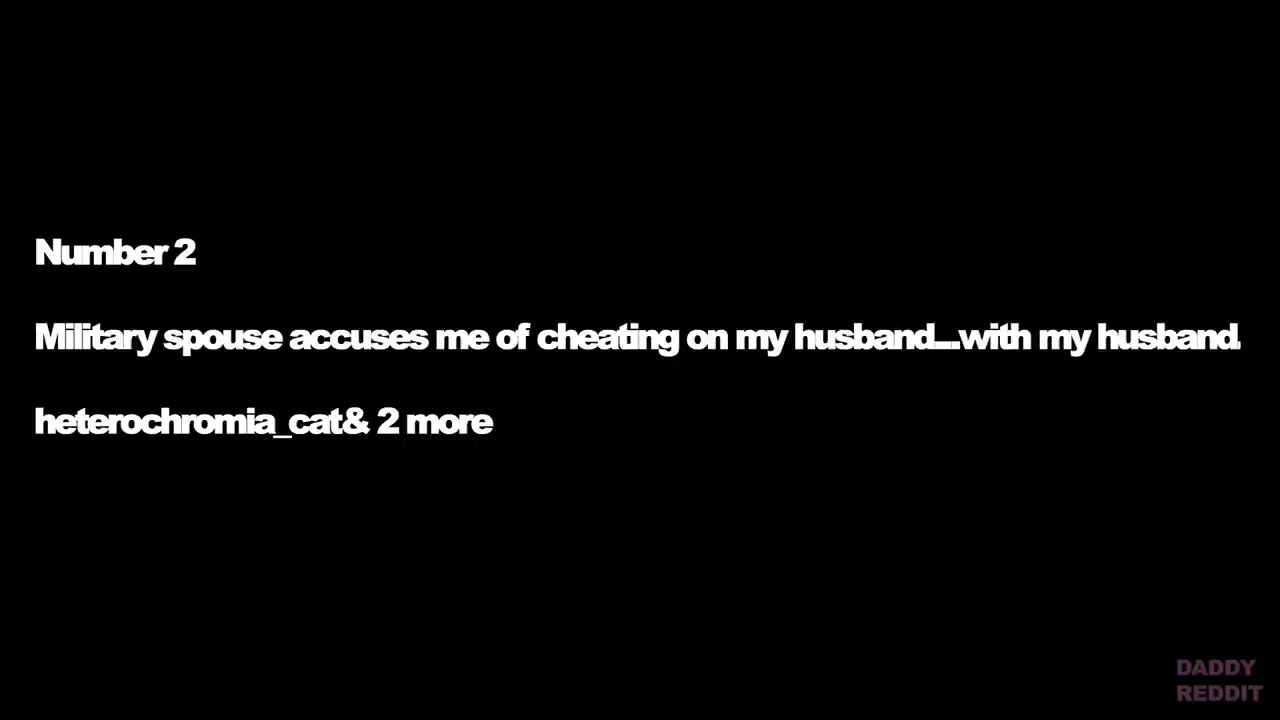 Number 2
Military spouse accuses me of cheating on my husband....with my husband.
heterochromia_cat& 2 more
DADDY
REDDIT